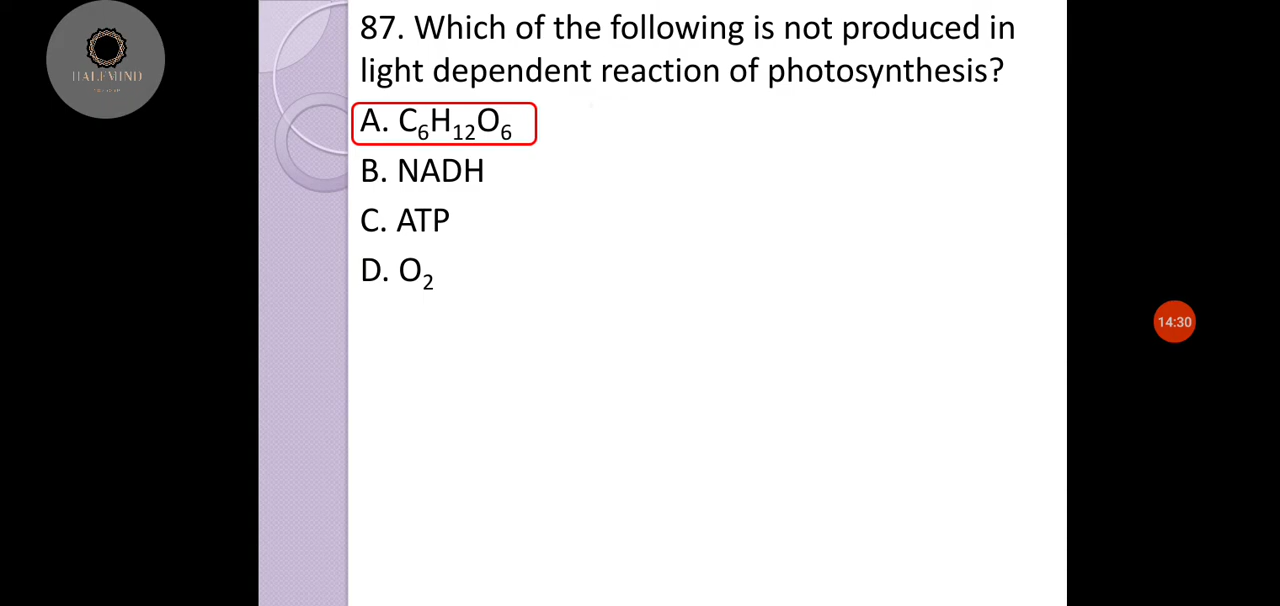 HALEMIND
87. Which of the following is not produced in
light dependent reaction of photosynthesis?
A. C₆H₁₂O₆
B. NADH
C. ATP
D. O₂
14:30